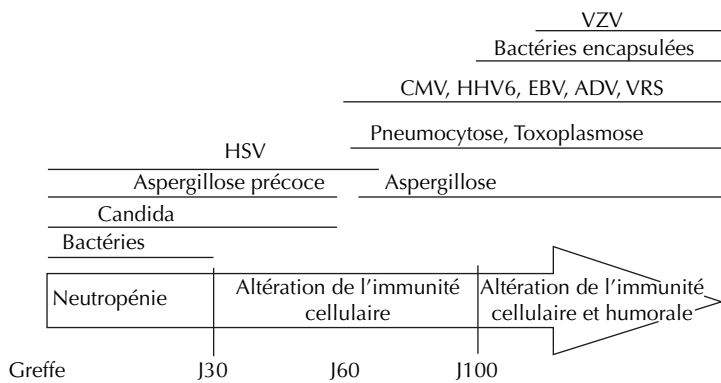 VZV
Bactéries encapsulées
CMV, HHV6, EBV, ADV, VRS
Pneumocytose, Toxoplasmose
HSV
Aspergillose précoce
Aspergillose
Candida
Bactéries
Neutropénie
Altération de l'immunité
cellulaire
Altération de l'immunité
cellulaire et humorale
Greffe
J30
J60
J100